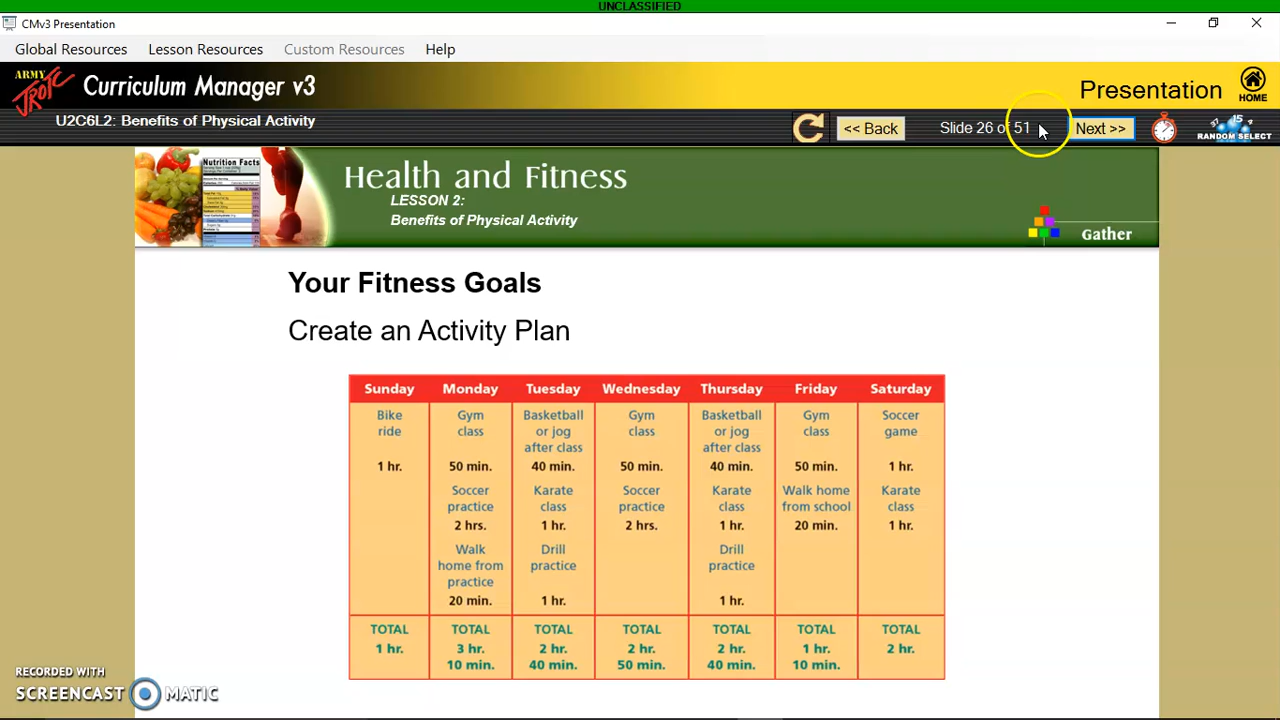 UNCLASSIFIED
CMv3 Presentation
Global Resources Lesson Resources Custom Resources Help
ARMY
JROTC
Curriculum Manager v3
Presentation
HOME
U2C6L2: Benefits of Physical Activity
<< Back
Slide 26 of 51
Next >>
37 15 9
RANDOM SELECT
Nutrition Facts
Health and Fitness
LESSON 2:
Benefits of Physical Activity
Gather
Your Fitness Goals
Create an Activity Plan
Sunday Monday Tuesday Wednesday Thursday Friday Saturday
Bike Gym Basketball Gym Basketball Gym Soccer
ride class or jog class or jog class game
after class after class
1 hr. 50 min. 40 min. 50 min. 40 min. 50 min. 1 hr.
Soccer Karate Soccer Karate Walk home Karate
practice class practice class from school class
2 hrs. 1 hr. 2 hrs. 1 hr. 20 min. 1 hr.
Walk Drill Drill
home from practice practice
practice
20 min. 1 hr. 1 hr.
TOTAL TOTAL TOTAL TOTAL TOTAL TOTAL TOTAL
1 hr. 3 hr. 2 hr. 2 hr. 2 hr. 1 hr. 2 hr.
10 min. 40 min. 50 min. 40 min. 10 min.
RECORDED WITH
SCREENCAST MATIC